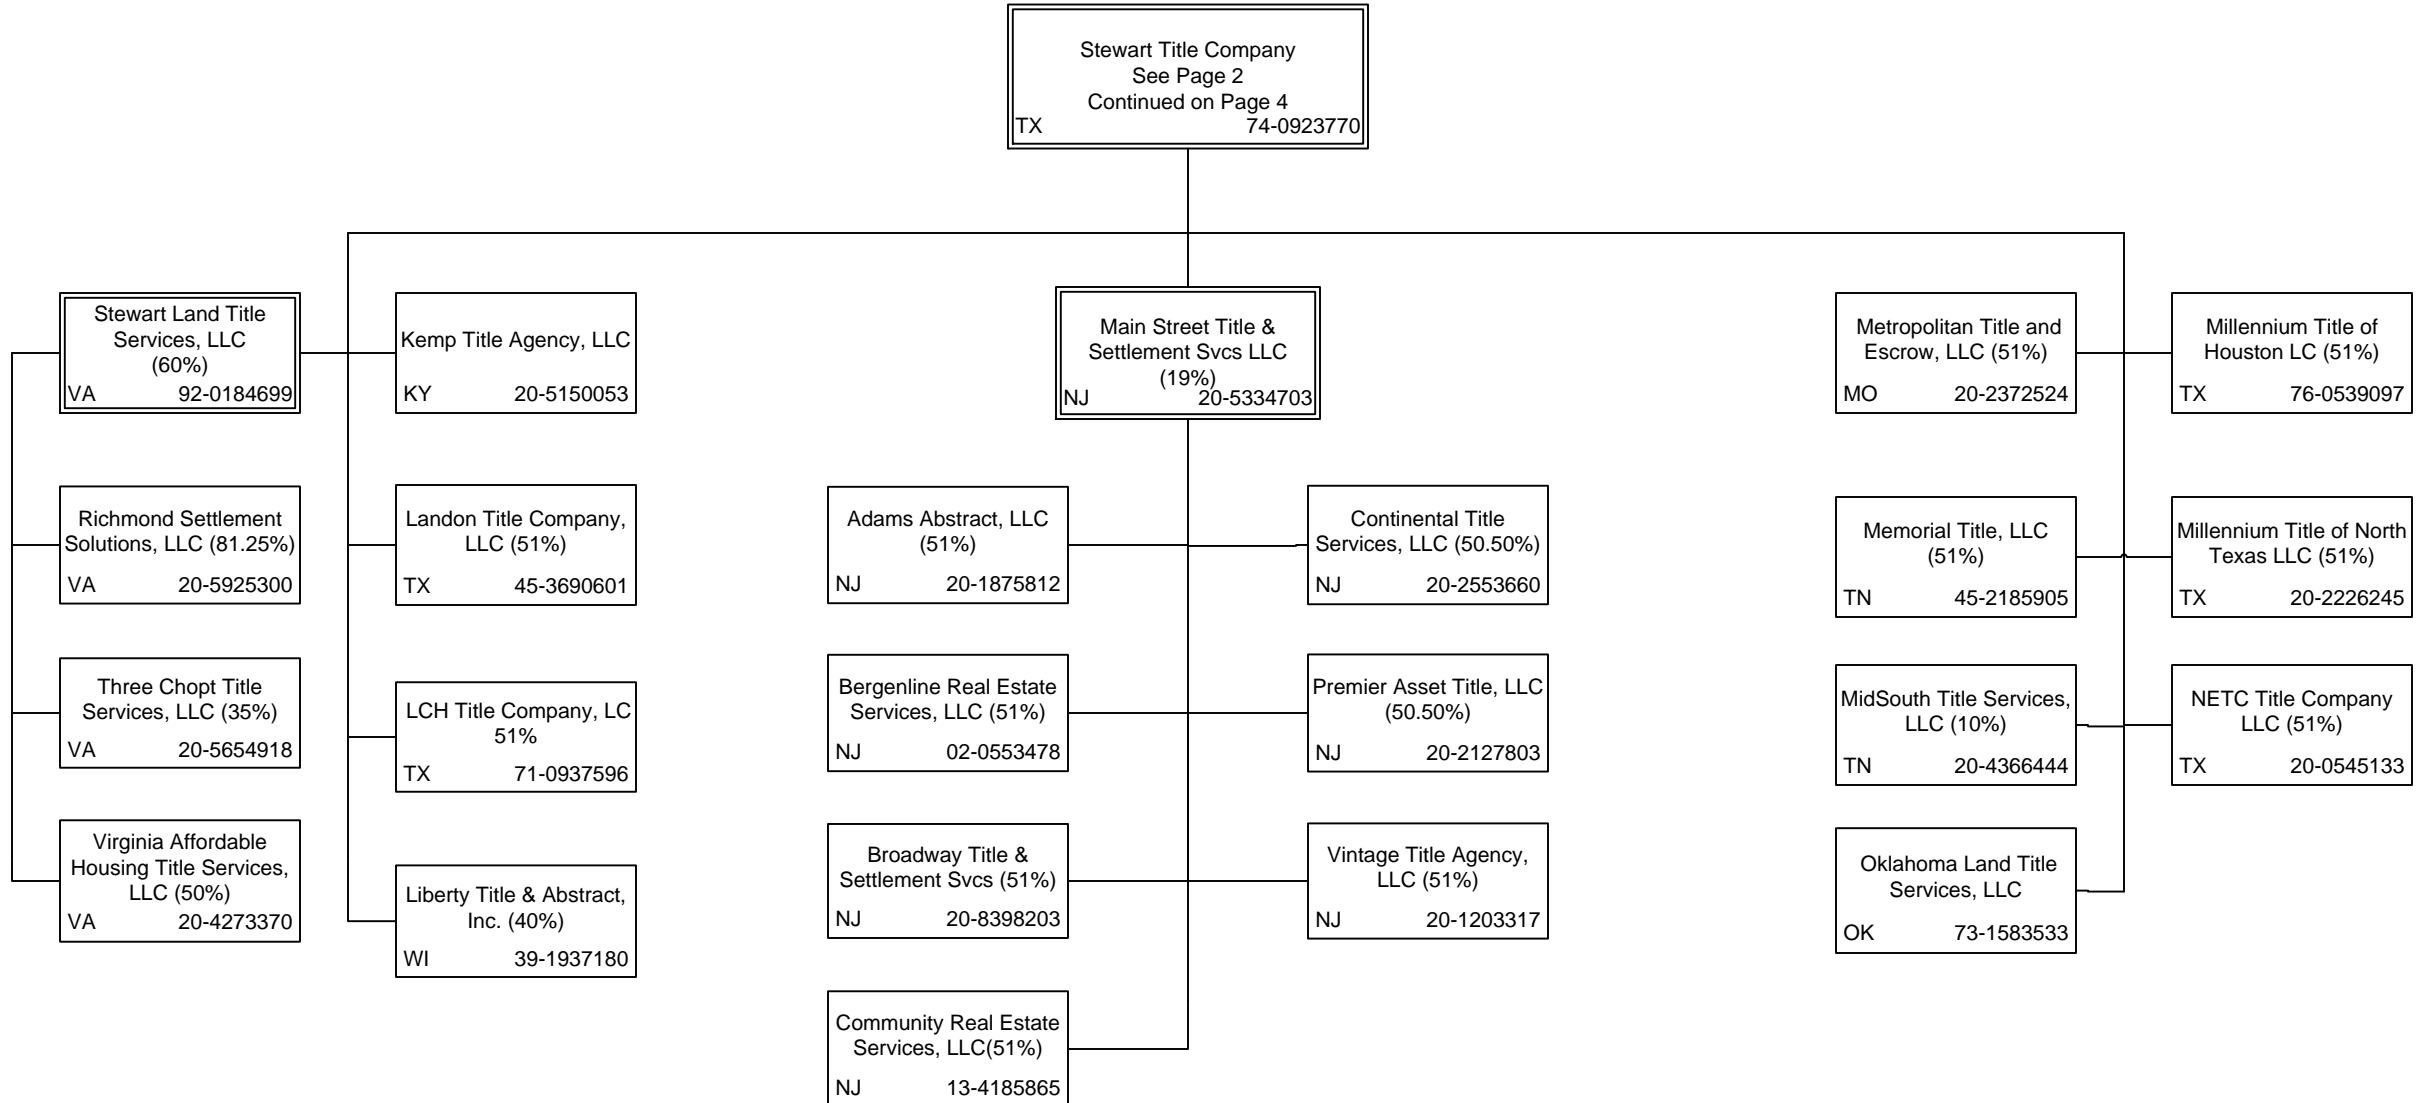 Stewart Title Company
See Page 2
Continued on Page 4
TX 74-0923770
Stewart Land Title
Services, LLC
(60%)
VA 92-0184699
Kemp Title Agency, LLC
KY 20-5150053
Main Street Title &
Settlement Svcs LLC
(19%)
NJ 20-5334703
Metropolitan Title and
Escrow, LLC (51%)
MO 20-2372524
Millennium Title of
Houston LC (51%)
TX 76-0539097
Richmond Settlement
Solutions, LLC (81.25%)
VA 20-5925300
Landon Title Company,
LLC (51%)
TX 45-3690601
Adams Abstract, LLC
(51%)
NJ 20-1875812
Continental Title
Services, LLC (50.50%)
NJ 20-2553660
Memorial Title, LLC
(51%)
TN 45-2185905
Millennium Title of North
Texas LLC (51%)
TX 20-2226245
Three Chopt Title
Services, LLC (35%)
VA 20-5654918
LCH Title Company, LC
51%
TX 71-0937596
Bergenline Real Estate
Services, LLC (51%)
NJ 02-0553478
Premier Asset Title, LLC
(50.50%)
NJ 20-2127803
MidSouth Title Services,
LLC (10%)
TN 20-4366444
NETC Title Company
LLC (51%)
TX 20-0545133
Virginia Affordable
Housing Title Services,
LLC (50%)
VA 20-4273370
Liberty Title & Abstract,
Inc. (40%)
WI 39-1937180
Broadway Title &
Settlement Svcs (51%)
NJ 20-8398203
Vintage Title Agency,
LLC (51%)
NJ 20-1203317
Oklahoma Land Title
Services, LLC
OK 73-1583533
Community Real Estate
Services, LLC(51%)
NJ 13-4185865